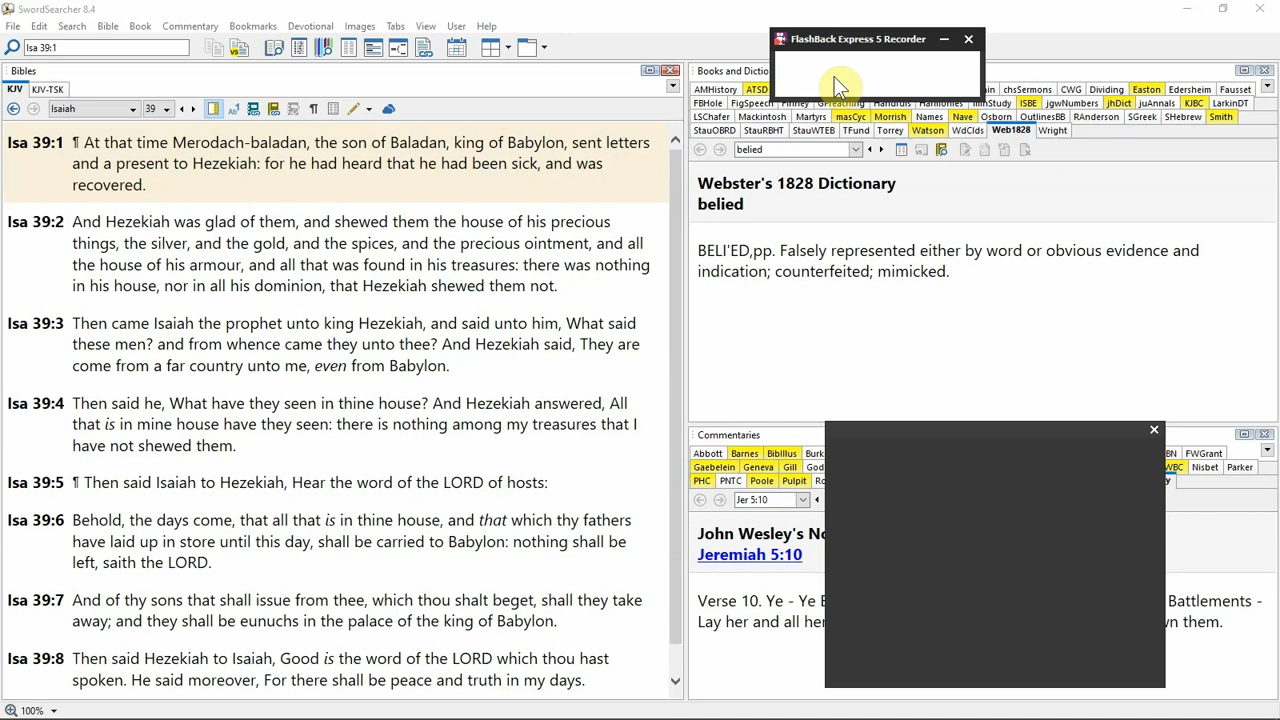 SwordSearcher 8.4
File Edit Search Bible Book Commentary Bookmarks Devotional Images Tabs View User Help
Isa 39:1
VS
FlashBack Express 5 Recorder
Bibles
KJV KJV-TSK
Isaiah 39
Isa 39:1 ¶ At that time Merodach-baladan, the son of Baladan, king of Babylon, sent letters
and a present to Hezekiah: for he had heard that he had been sick, and was
recovered.
Isa 39:2 And Hezekiah was glad of them, and shewed them the house of his precious
things, the silver, and the gold, and the spices, and the precious ointment, and all
the house of his armour, and all that was found in his treasures: there was nothing
in his house, nor in all his dominion, that Hezekiah shewed them not.
Isa 39:3 Then came Isaiah the prophet unto king Hezekiah, and said unto him, What said
these men? and from whence came they unto thee? And Hezekiah said, They are
come from a far country unto me, even from Babylon.
Isa 39:4 Then said he, What have they seen in thine house? And Hezekiah answered, All
that is in mine house have they seen: there is nothing among my treasures that I
have not shewed them.
Isa 39:5 ¶ Then said Isaiah to Hezekiah, Hear the word of the LORD of hosts:
Isa 39:6 Behold, the days come, that all that is in thine house, and that which thy fathers
have laid up in store until this day, shall be carried to Babylon: nothing shall be
left, saith the LORD.
Isa 39:7 And of thy sons that shall issue from thee, which thou shalt beget, shall they take
away; and they shall be eunuchs in the palace of the king of Babylon.
Isa 39:8 Then said Hezekiah to Isaiah, Good is the word of the LORD which thou hast
spoken. He said moreover, For there shall be peace and truth in my days.
100%
Books and Dictio
AMHistory ATSD chsSermons CWG Dividing Easton Edersheim Fausset
FBHole FigSpeech Finney GPreaching Handfuls Harmonies MinStudy ISBE jgwNumbers jhDict juAnnals KJBC LarkinDT
LSChafer Mackintosh Martyrs masCyc Morrish Names Nave Osborn OutlinesBB RAnderson SGreek SHebrew Smith
StauOBRD StauRBHT StauWTEB TFund Torrey Watson WdClds Web1828 Wright
belied
Webster's 1828 Dictionary
belied
BELI'ED,pp. Falsely represented either by word or obvious evidence and
indication; counterfeited; mimicked.
Commentaries
Abbott Barnes BibIllus Burk BN FWGrant
Gaebelein Geneva Gill God WBC Nisbet Parker
PHC PNTC Poole Pulpit Ro y
Jer 5:10
John Wesley's No
Jeremiah 5:10
Verse 10. Ye - Ye B Battlements -
Lay her and all her wn them.